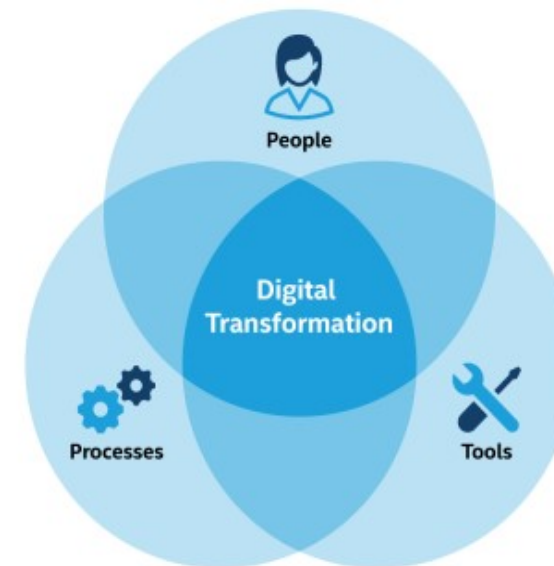 People
Digital
Transformation
Processes
Tools